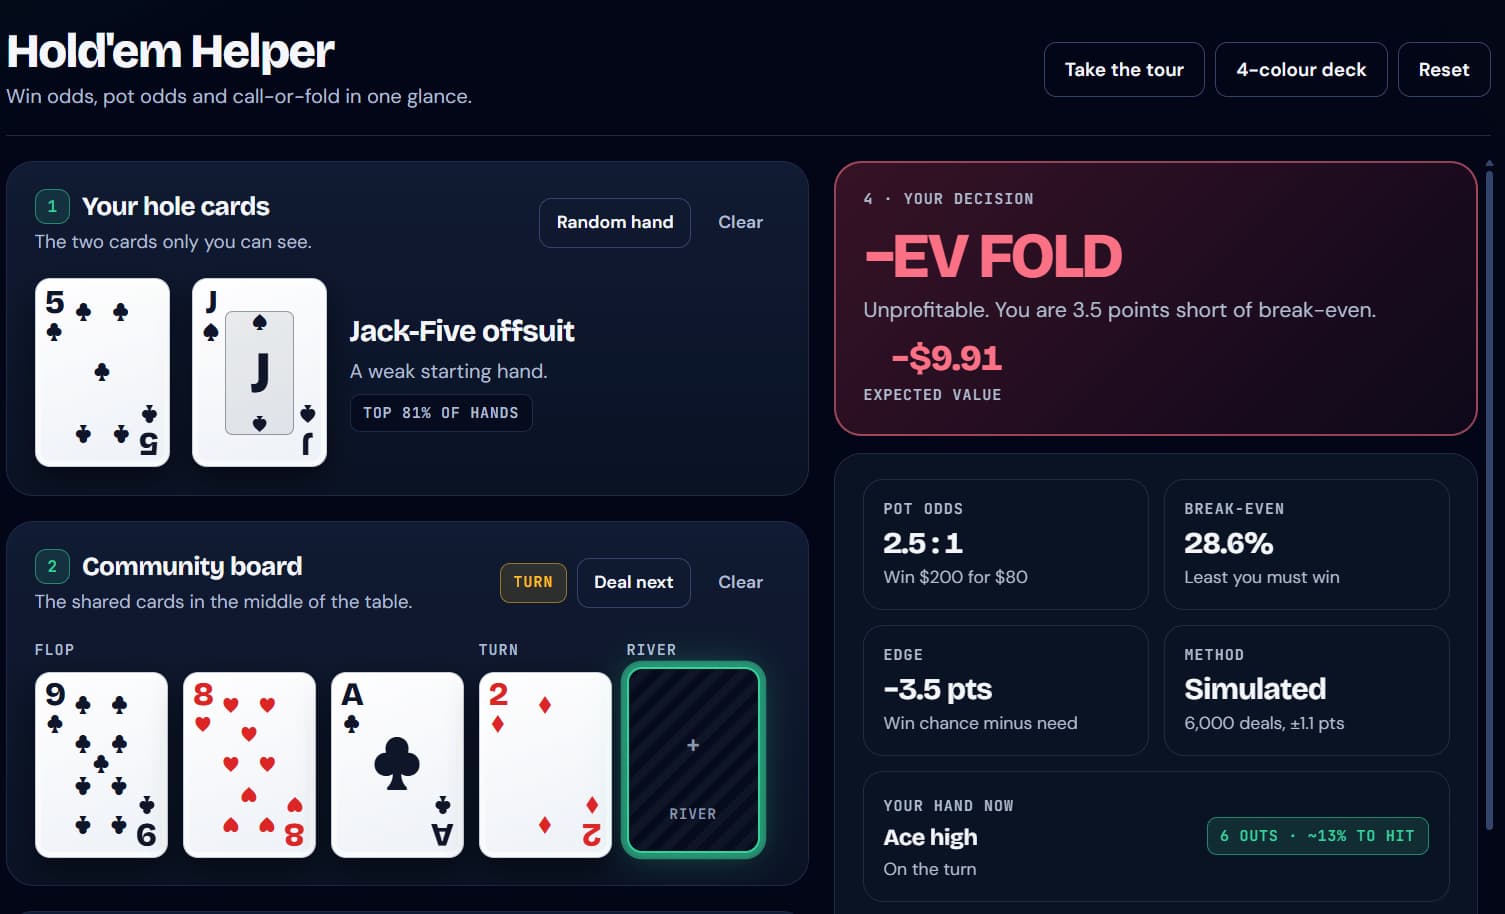 Hold'em Helper
Win odds, pot odds and call-or-fold in one glance.
Take the tour
4-colour deck
Reset
1 Your hole cards
The two cards only you can see.
Random hand
Clear
5
5
J
J
J
Jack-Five offsuit
A weak starting hand.
TOP 81% OF HANDS
2 Community board
The shared cards in the middle of the table.
TURN
Deal next
Clear
FLOP
TURN
RIVER
9
9
8
8
A
A
2
2
+
RIVER
4 · YOUR DECISION
−EV FOLD
Unprofitable. You are 3.5 points short of break-even.
−$9.91
EXPECTED VALUE
POT ODDS
2.5 : 1
Win $200 for $80
BREAK-EVEN
28.6%
Least you must win
EDGE
−3.5 pts
Win chance minus need
METHOD
Simulated
6,000 deals, ±1.1 pts
YOUR HAND NOW
Ace high
On the turn
6 OUTS · ~13% TO HIT